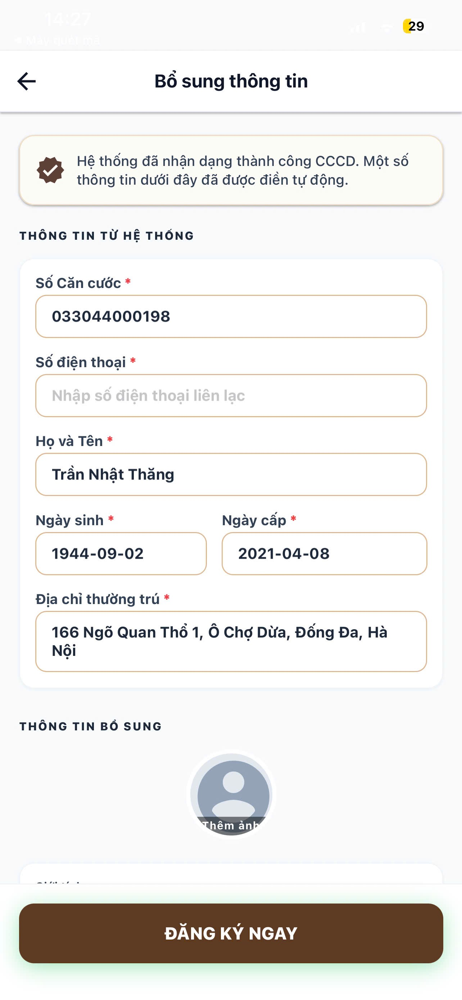 14:27
Máy quét mã
29
Bổ sung thông tin
Hệ thống đã nhận dạng thành công CCCD. Một số
thông tin dưới đây đã được điền tự động.
THÔNG TIN TỪ HỆ THỐNG
Số Căn cước *
033044000198
Số điện thoại *
Nhập số điện thoại liên lạc
Họ và Tên *
Trần Nhật Thăng
Ngày sinh * Ngày cấp *
1944-09-02 2021-04-08
Địa chỉ thường trú *
166 Ngõ Quan Thổ 1, Ô Chợ Dừa, Đống Đa, Hà
Nội
THÔNG TIN BỔ SUNG
Thêm ảnh
ĐĂNG KÝ NGAY